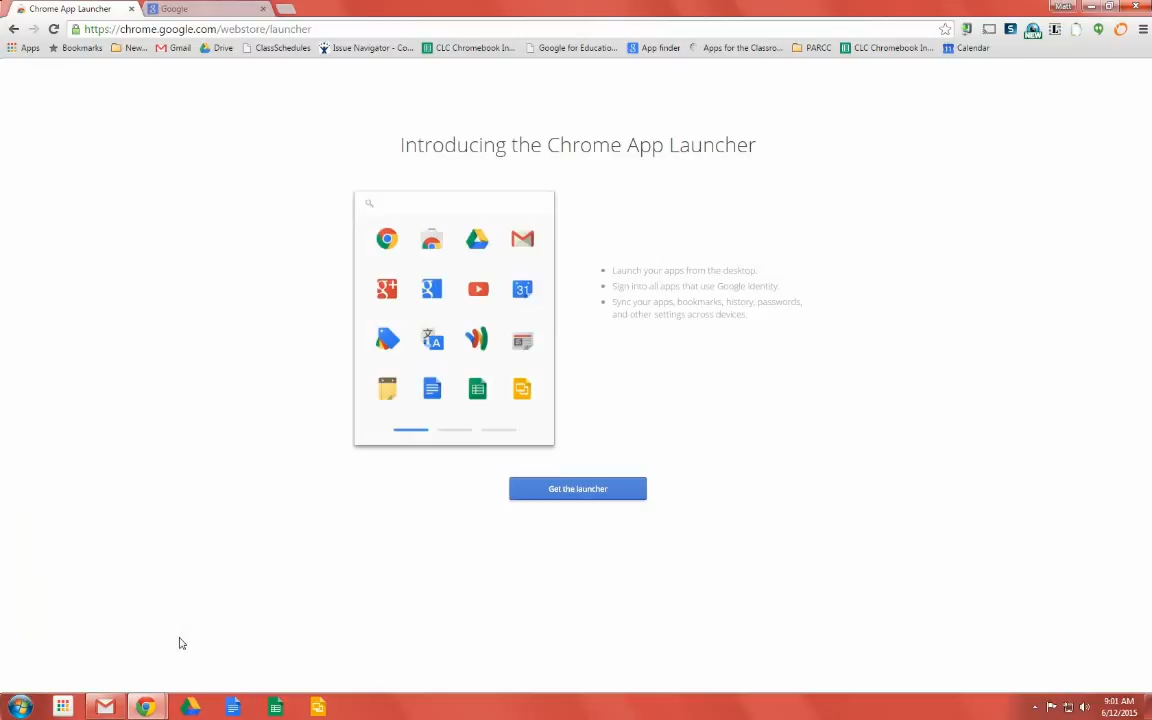 Chrome App Launcher
Google
Matt
https://chrome.google.com/webstore/launcher
Apps
Bookmarks
New...
Gmail
Drive
ClassSchedules
Issue Navigator - Co...
CLC Chromebook In...
Google for Educatio...
App finder
Apps for the Classro...
PARCC
CLC Chromebook In...
Calendar
Introducing the Chrome App Launcher
Launch your apps from the desktop.
Sign into all apps that use Google Identity.
Sync your apps, bookmarks, history, passwords,
and other settings across devices.
Get the launcher
9:01 AM
6/12/2015